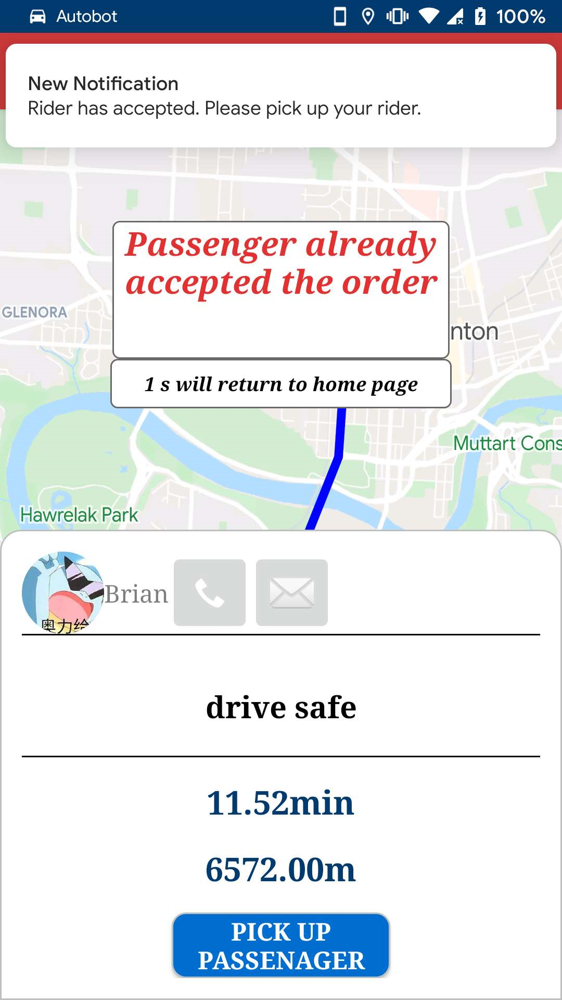 Autobot
100%
New Notification
Rider has accepted. Please pick up your rider.
Passenger already
accepted the order
GLENORA
nton
1 s will return to home page
Muttart Cons
Hawrelak Park
Brian
奥力给
drive safe
11.52min
6572.00m
PICK UP
PASSENAGER